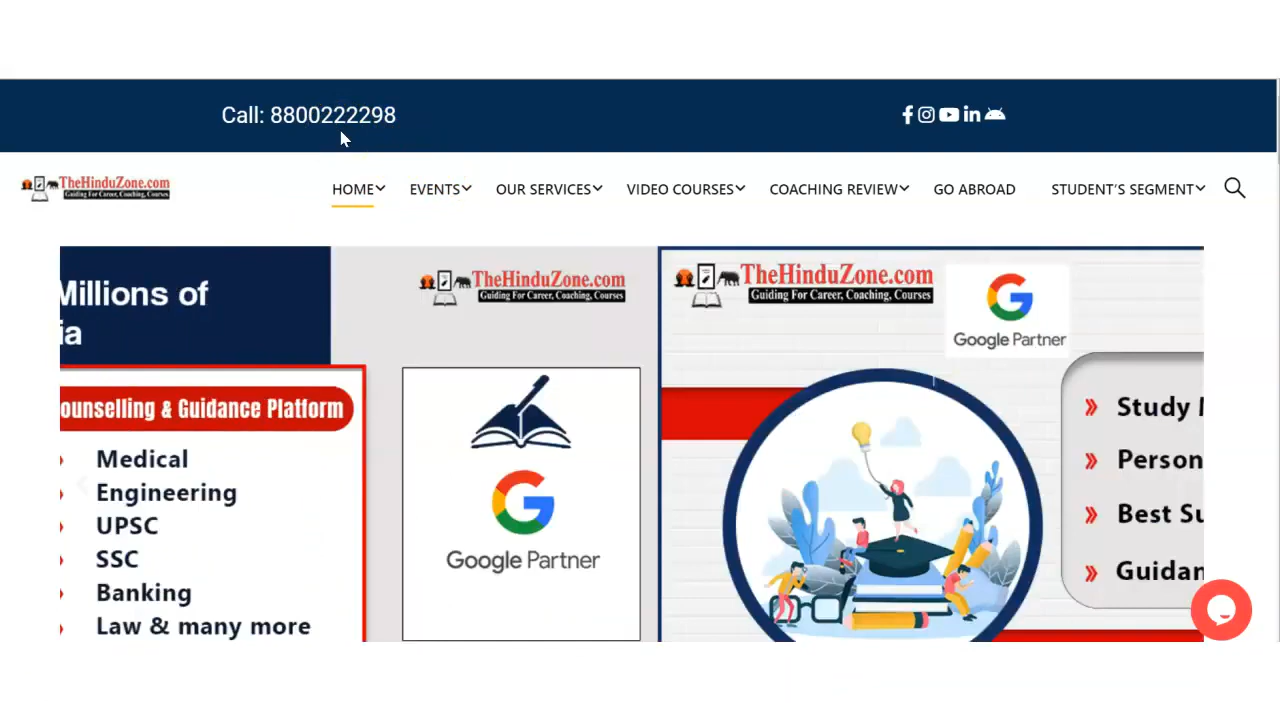 Call: 8800222298
TheHinduZone.com
Guiding For Career, Coaching, Courses
HOME
EVENTS
OUR SERVICES
VIDEO COURSES
COACHING REVIEW
GO ABROAD
STUDENT'S SEGMENT
Millions of
ia
ounselling & Guidance Platform
Medical
Engineering
UPSC
SSC
Banking
Law & many more
TheHinduZone.com
Guiding For Career, Coaching, Courses
Google Partner
TheHinduZone.com
Guiding For Career, Coaching, Courses
Google Partner
Study
Person
Best Su
Guidan